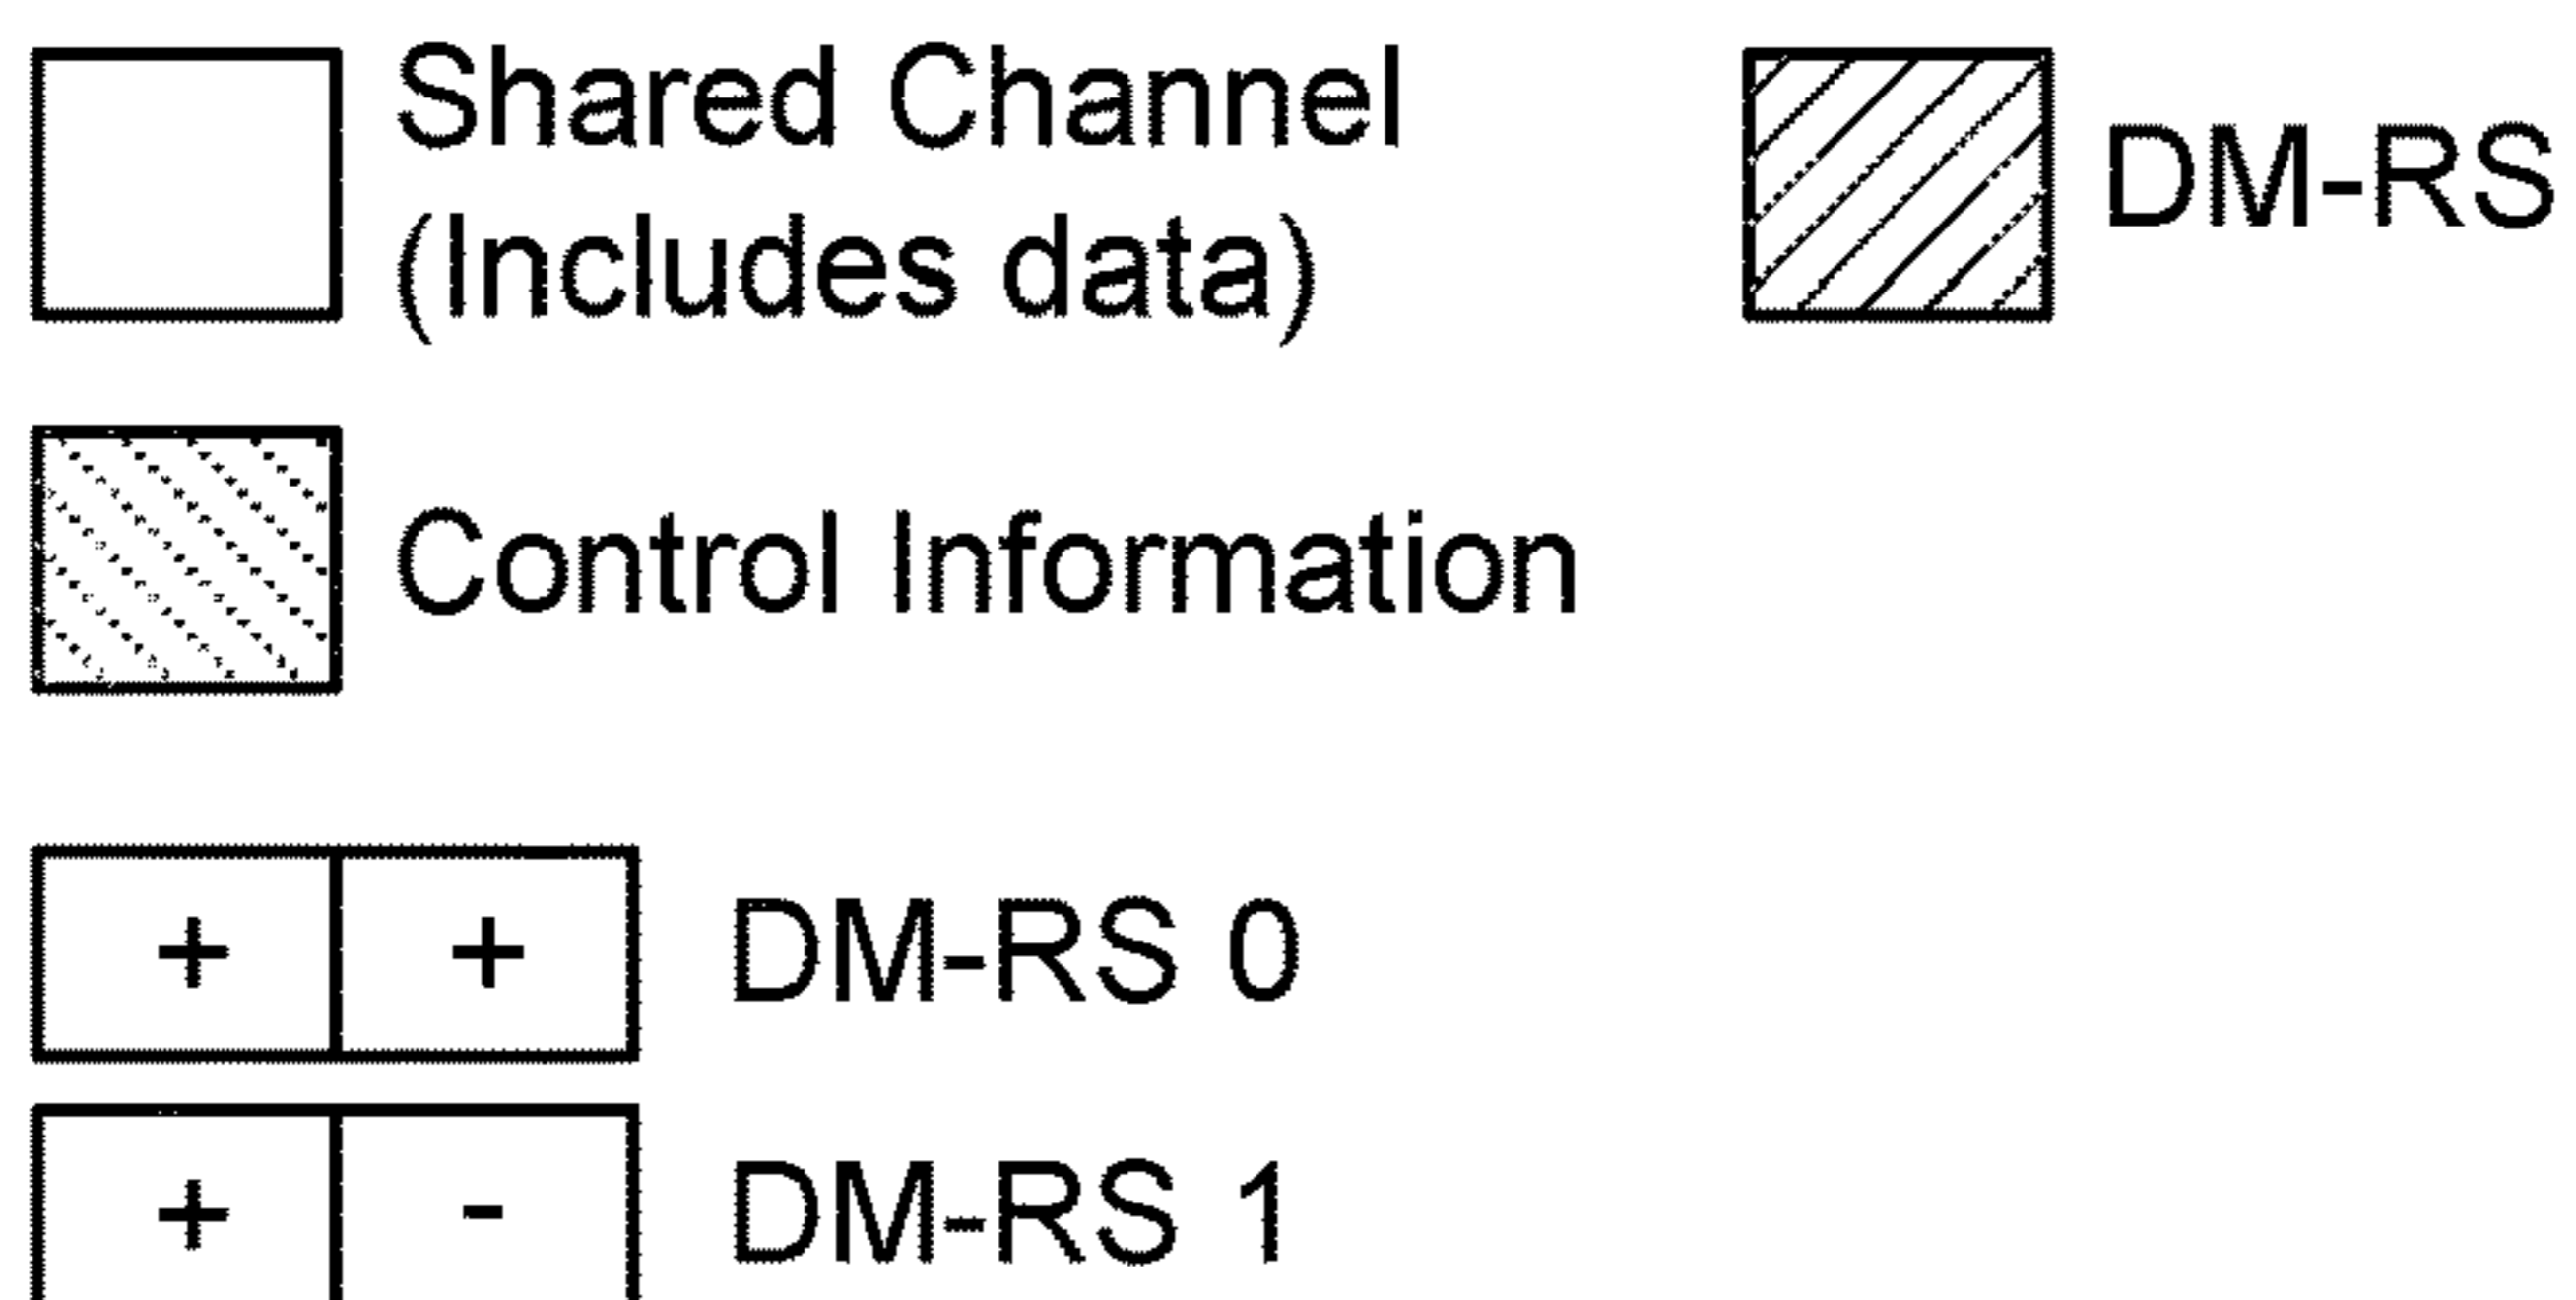 Shared Channel
(Includes data)
DM-RS
Control Information
+ + DM-RS 0
+ - DM-RS 1